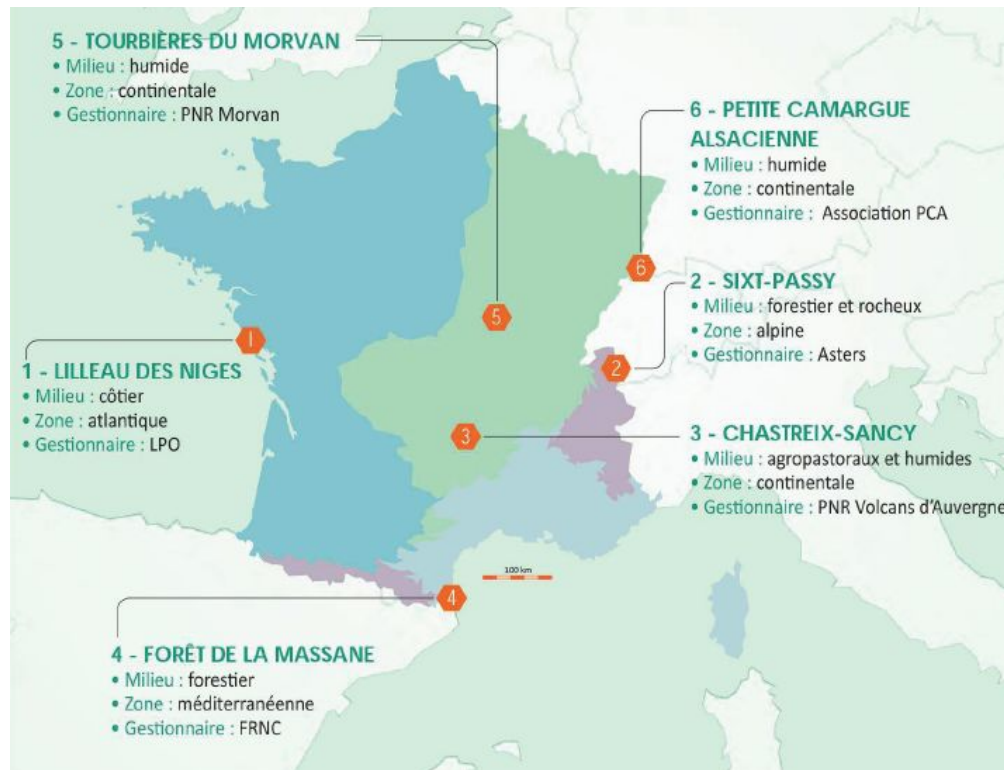 5 - TOURBIÈRES DU MORVAN
• Milieu : humide
• Zone : continentale
• Gestionnaire : PNR Morvan
6 - PETITE CAMARGUE
ALSACIENNE
• Milieu : humide
• Zone : continentale
• Gestionnaire : Association PCA
6
2 - SIXT-PASSY
• Milieu : forestier et rocheux
• Zone : alpine
• Gestionnaire : Asters
5
1
2
1 - LILLEAU DES NIGES
• Milieu : côtier
• Zone : atlantique
• Gestionnaire : LPO
3
3 - CHASTREIX-SANCY
• Milieu : agropastoraux et humides
• Zone : continentale
• Gestionnaire : PNR Volcans d'Auvergne
100 km
4
4 - FORÊT DE LA MASSANE
• Milieu : forestier
• Zone : méditerranéenne
• Gestionnaire : FRNC